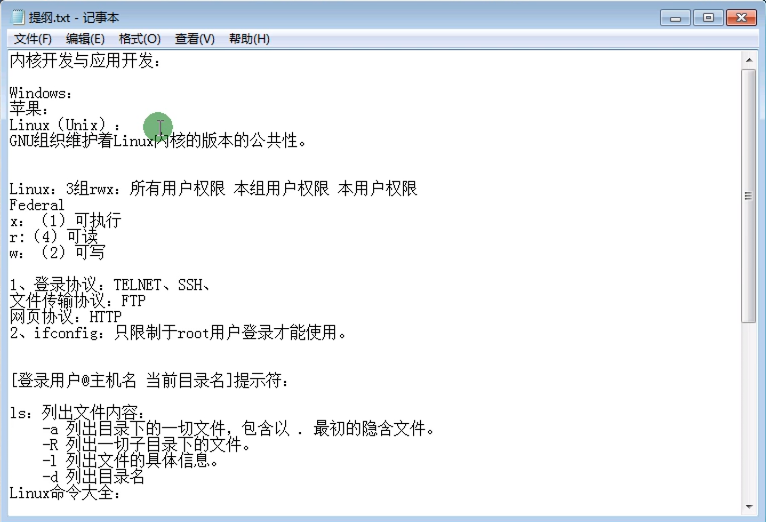 提纲.txt - 记事本
文件(F) 编辑(E) 格式(O) 查看(V) 帮助(H)
内核开发与应用开发：
Windows：
苹果：
Linux（Unix）：
GNU组织维护着Linux内核的版本的公共性。
Linux：3组rwx：所有用户权限 本组用户权限 本用户权限
Federal
x：（1）可执行
r：（4）可读
w：（2）可写
1、登录协议：TELNET、SSH、
文件传输协议：FTP
网页协议：HTTP
2、ifconfig：只限制于root用户登录才能使用。
[登录用户@主机名 当前目录名]提示符：
ls：列出文件内容：
-a 列出目录下的一切文件，包含以 . 最初的隐含文件。
-R 列出一切子目录下的文件。
-l 列出文件的具体信息。
-d 列出目录名
Linux命令大全：